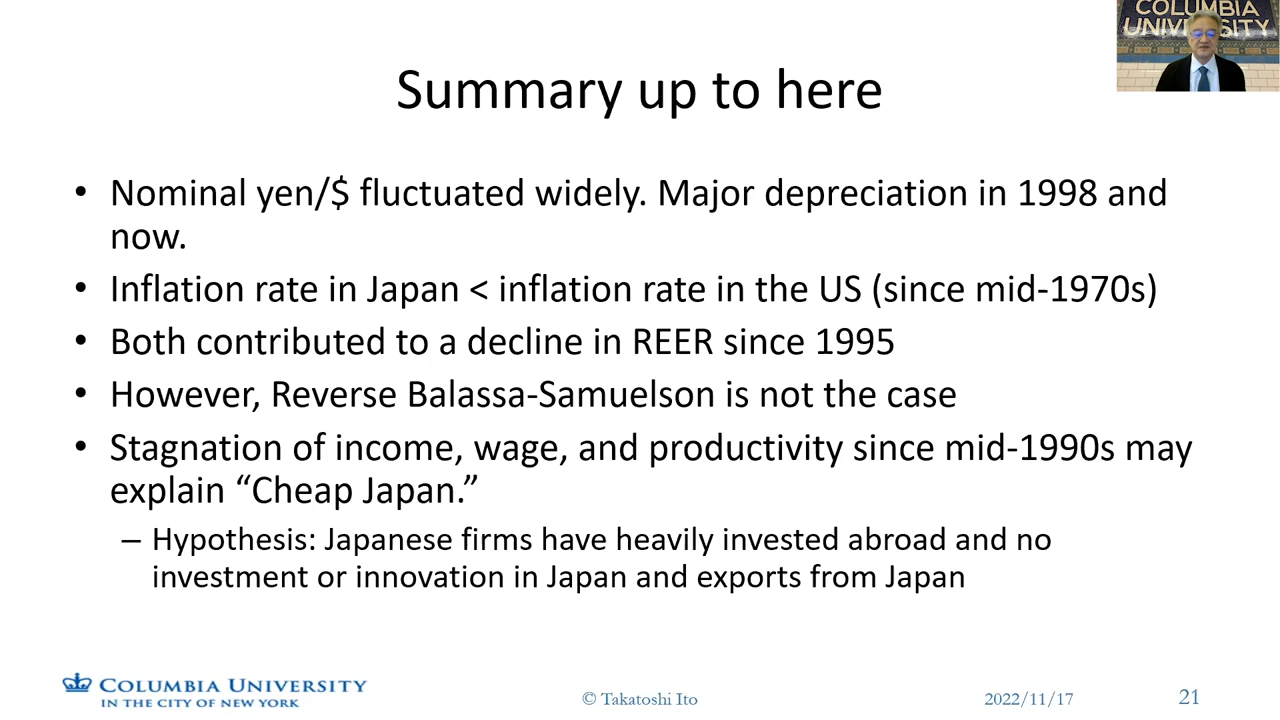 COLUMBIA
UNIVERSITY
Summary up to here
• Nominal yen/$ fluctuated widely. Major depreciation in 1998 and
now.
• Inflation rate in Japan < inflation rate in the US (since mid-1970s)
• Both contributed to a decline in REER since 1995
• However, Reverse Balassa-Samuelson is not the case
• Stagnation of income, wage, and productivity since mid-1990s may
explain “Cheap Japan.”
– Hypothesis: Japanese firms have heavily invested abroad and no
investment or innovation in Japan and exports from Japan
COLUMBIA UNIVERSITY
IN THE CITY OF NEW YORK
© Takatoshi Ito
2022/11/17
21